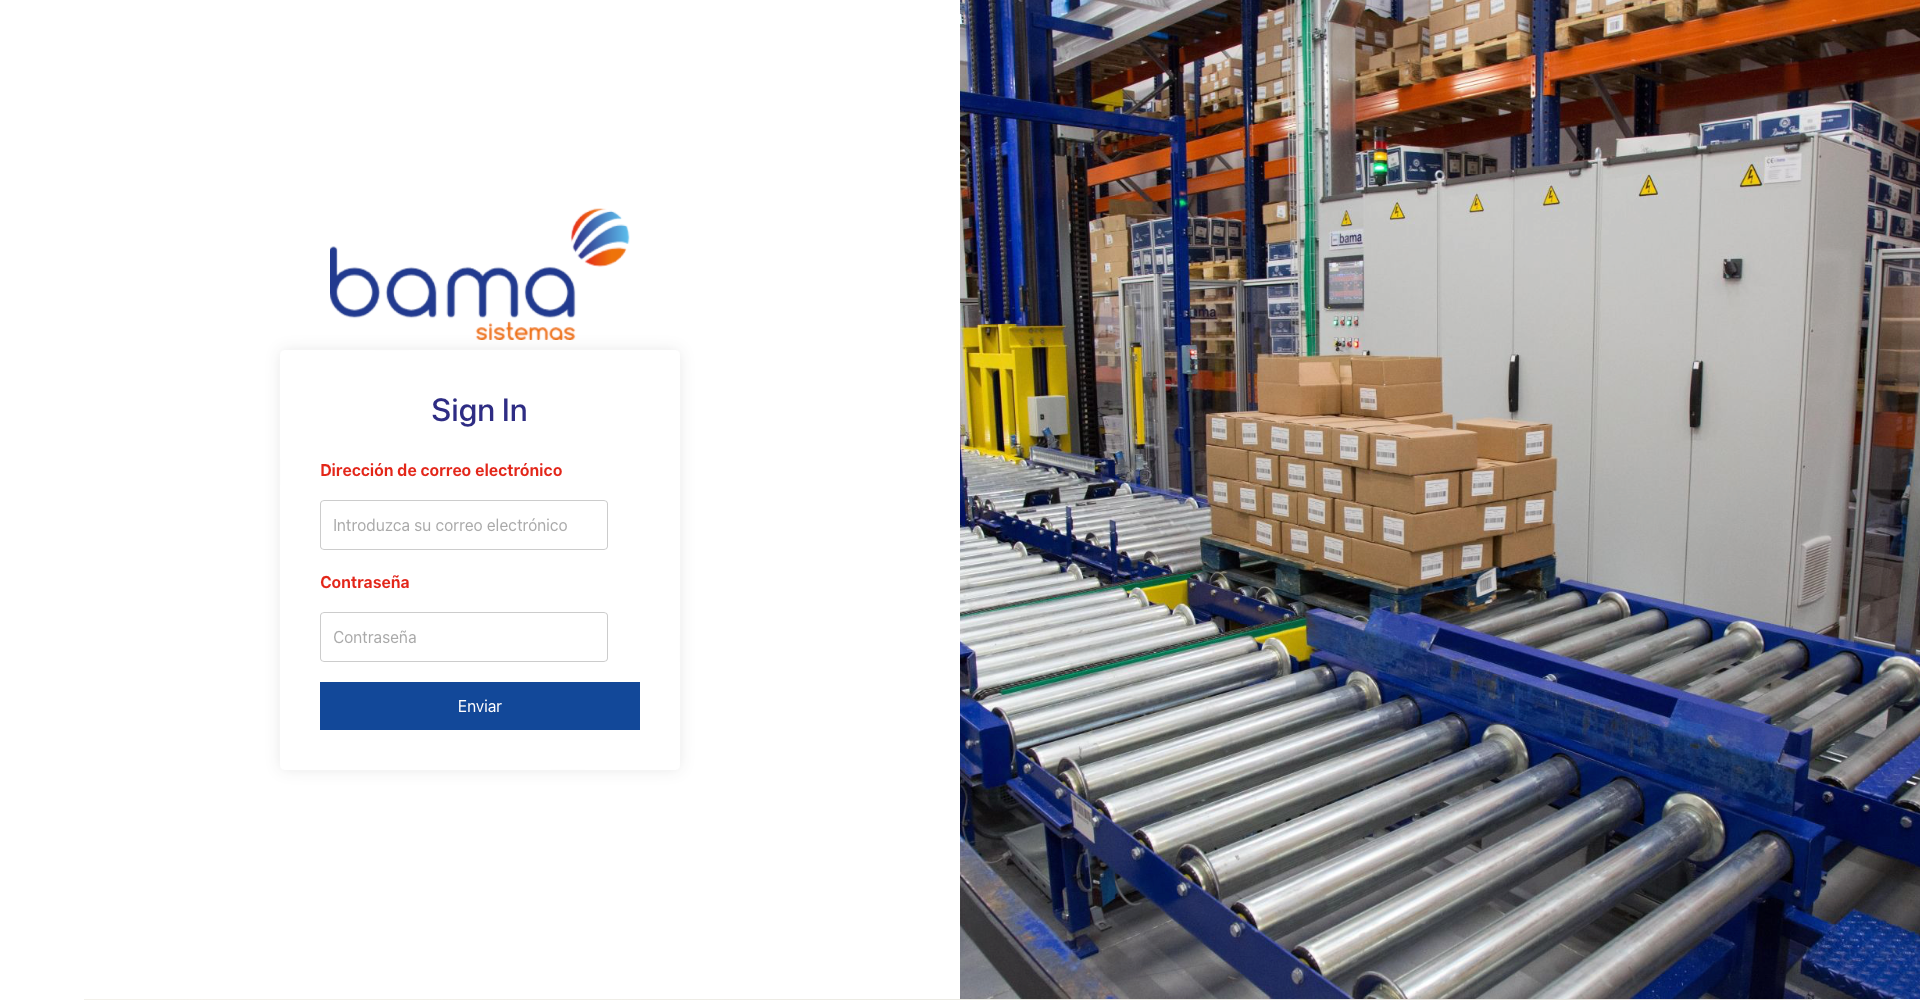 bama
sistemas
Sign In
Dirección de correo electrónico
Introduzca su correo electrónico
Contraseña
Contraseña
Enviar
bama